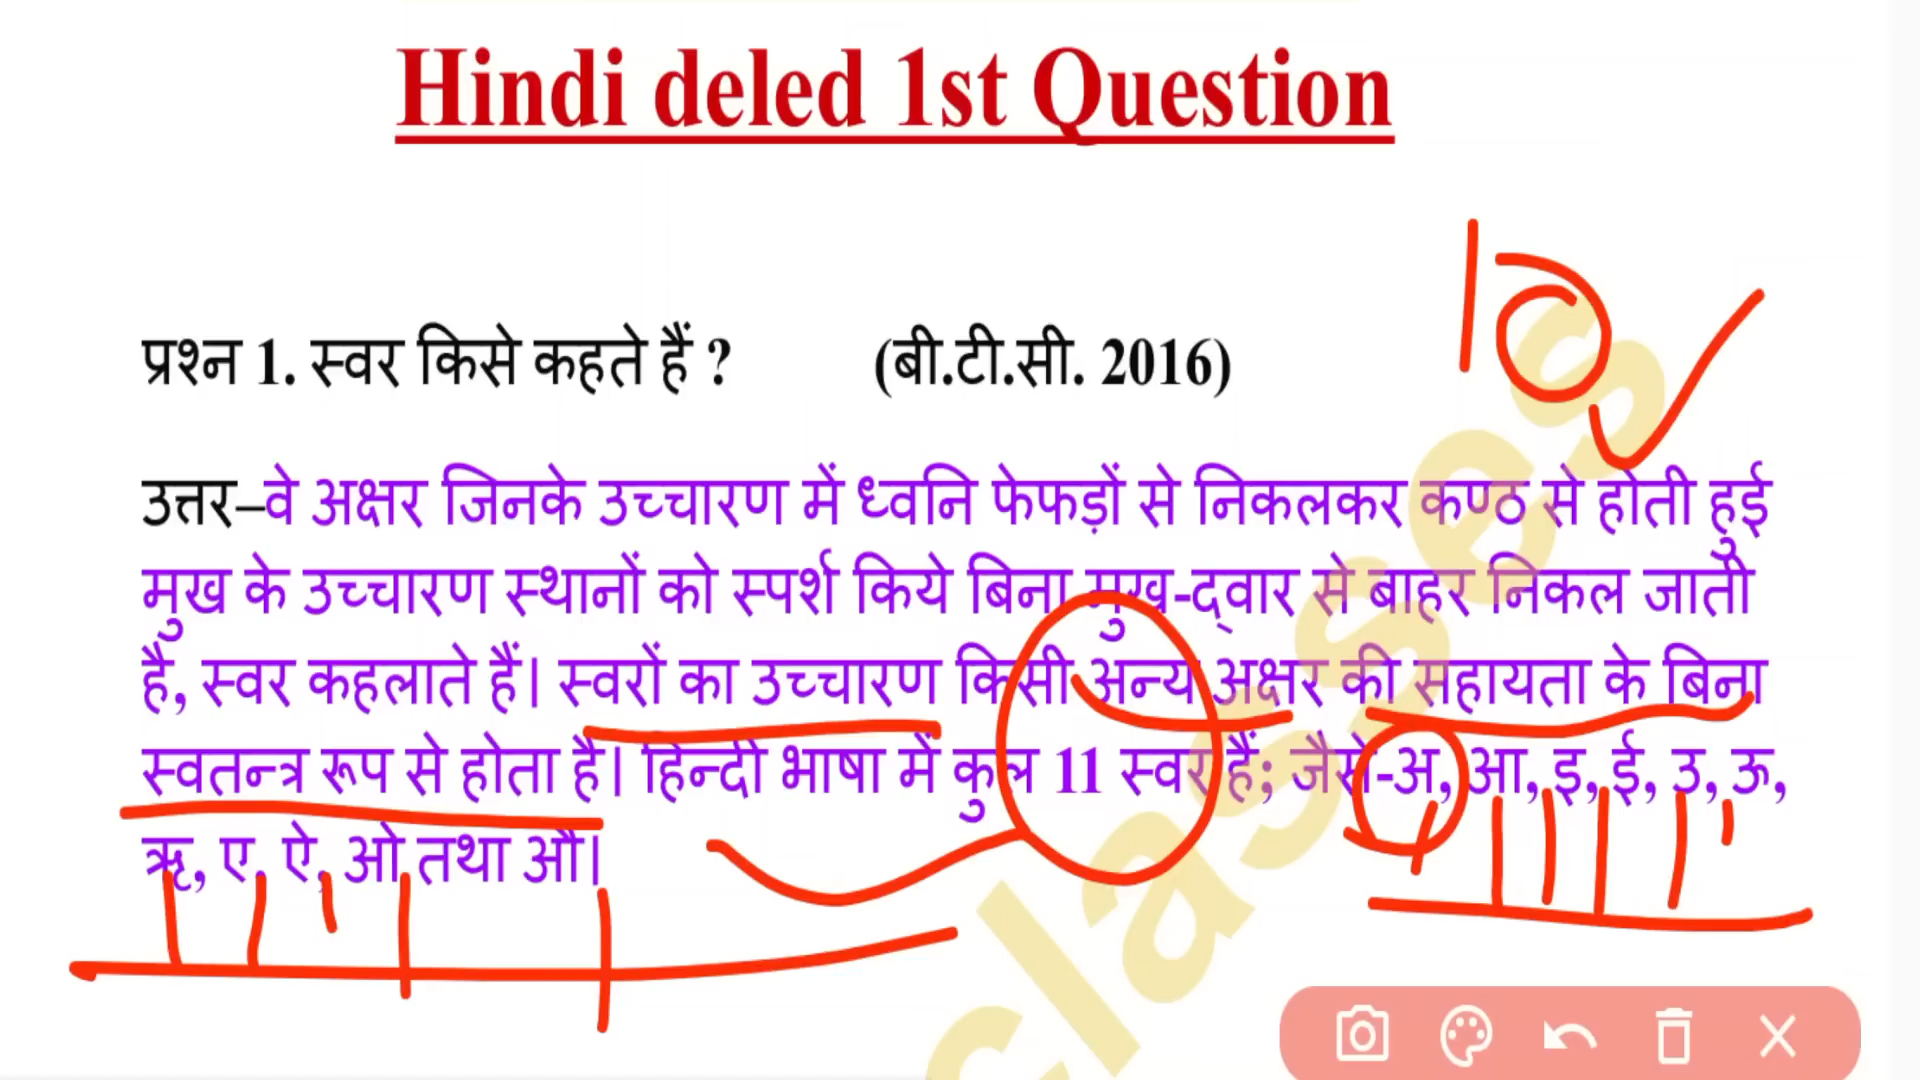 Hindi deled 1st Question
प्रश्न 1. स्वर किसे कहते हैं ? (बी.टी.सी. 2016)
उत्तर–वे अक्षर जिनके उच्चारण में ध्वनि फेफड़ों से निकलकर कण्ठ से होती हुई
मुख के उच्चारण स्थानों को स्पर्श किये बिना मुख-द्वार से बाहर निकल जाती
है, स्वर कहलाते हैं। स्वरों का उच्चारण किसी अन्य अक्षर की सहायता के बिना
स्वतन्त्र रूप से होता है। हिन्दी भाषा में कुल 11 स्वर हैं; जैसे-अ, आ, इ, ई, उ, ऊ,
ऋ, ए, ऐ, ओ तथा औ।
classes